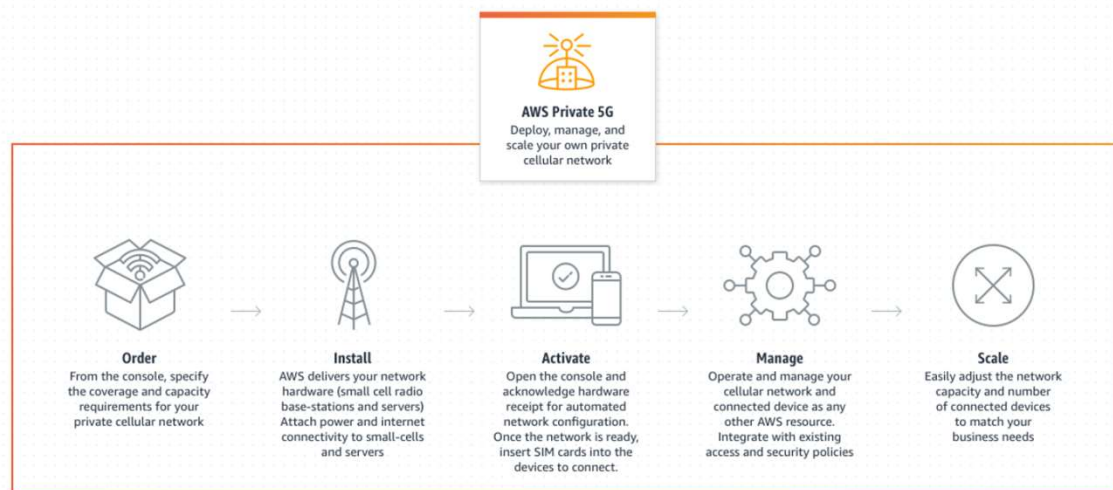 AWS Private 5G
Deploy, manage, and
scale your own private
cellular network
Order
From the console, specify
the coverage and capacity
requirements for your
private cellular network
Install
AWS delivers your network
hardware (small cell radio
base-stations and servers)
Attach power and internet
connectivity to small-cells
and servers
Activate
Open the console and
acknowledge hardware
receipt for automated
network configuration.
Once the network is ready,
insert SIM cards into the
devices to connect.
Manage
Operate and manage your
cellular network and
connected device as any
other AWS resource.
Integrate with existing
access and security policies
Scale
Easily adjust the network
capacity and number
of connected devices
to match your
business needs